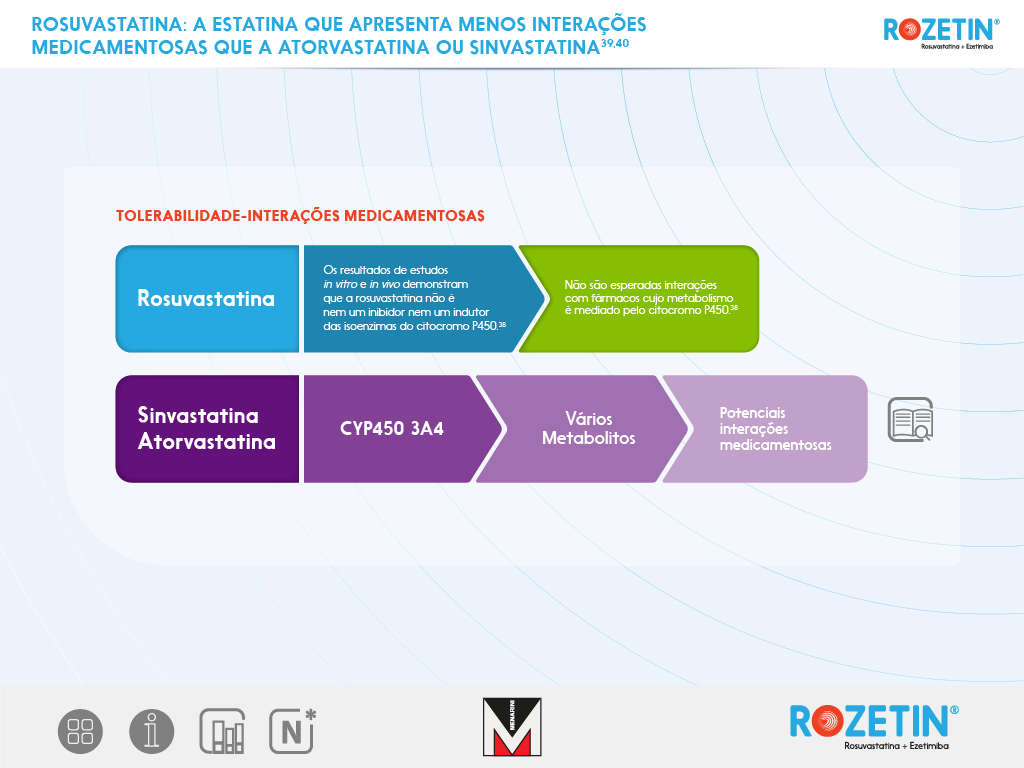 ROSUVASTATINA: A ESTATINA QUE APRESENTA MENOS INTERAÇÕES
MEDICAMENTOSAS QUE A ATORVASTATINA OU SINVASTATINA39,40
ROZETIN®
Rosuvastatina + Ezetimiba
TOLERABILIDADE-INTERAÇÕES MEDICAMENTOSAS
Rosuvastatina
Os resultados de estudos
in vitro e in vivo demonstram
que a rosuvastatina não é
nem um inibidor nem um indutor
das isoenzimas do citocromo P450.38
Não são esperadas interações
com fármacos cujo metabolismo
é mediado pelo citocromo P450.38
Sinvastatina
Atorvastatina
CYP450 3A4
Vários
Metabolitos
Potenciais
interações
medicamentosas
N*
MENARINI
ROZETIN®
Rosuvastatina + Ezetimiba